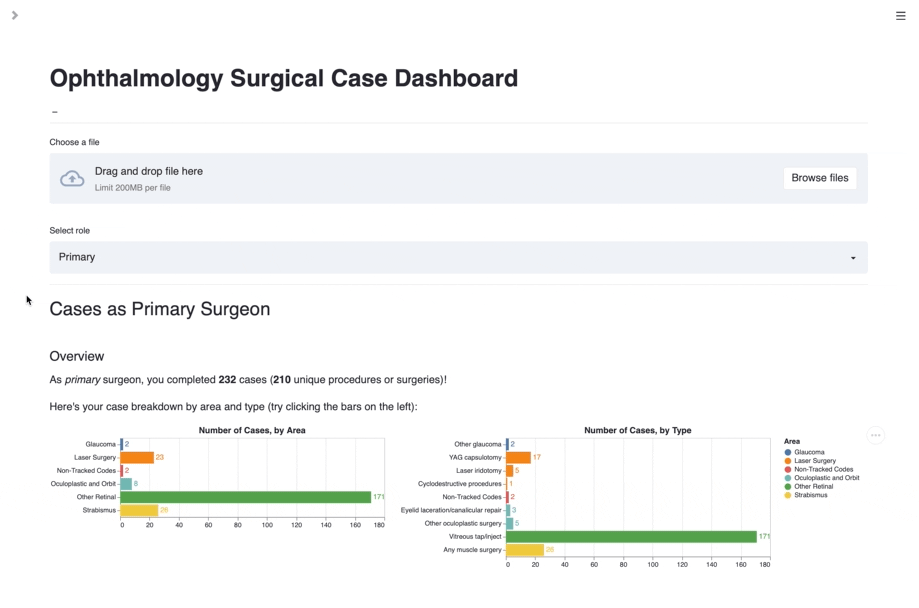 Ophthalmology Surgical Case Dashboard
–
Choose a file
Drag and drop file here
Limit 200MB per file
Browse files
Select role
Primary
Cases as Primary Surgeon
Overview
As primary surgeon, you completed 232 cases (210 unique procedures or surgeries)!
Here's your case breakdown by area and type (try clicking the bars on the left):
Number of Cases, by Area
Glaucoma 2
Laser Surgery 23
Non-Tracked Codes 2
Oculoplastic and Orbit 8
Other Retinal 171
Strabismus 26
0 20 40 60 80 100 120 140 160 180
Number of Cases, by Type
Other glaucoma 2
YAG capsulotomy 17
Laser iridotomy 5
Cyclodestructive procedures 1
Non-Tracked Codes 2
Eyelid laceration/canalicular repair 3
Other oculoplastic surgery 5
Vitreous tap/inject 171
Any muscle surgery 26
0 20 40 60 80 100 120 140 160 180
Area
Glaucoma
Laser Surgery
Non-Tracked Codes
Oculoplastic and Orbit
Other Retinal
Strabismus